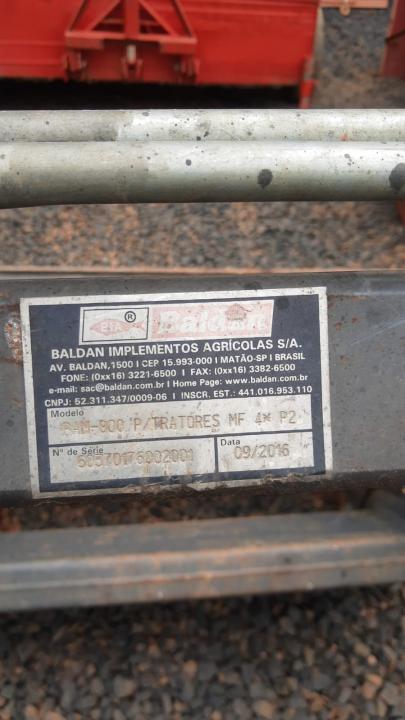 PIA ® Baldan
BALDAN IMPLEMENTOS AGRÍCOLAS S/A.
AV. BALDAN,1500 I CEP 15.993-000 I MATÃO-SP I BRASIL
FONE: (0xx16) 3221-6500 I FAX: (0xx16) 3382-6500
e-mail: sac@baldan.com.br I Home Page: www.baldan.com.br
CNPJ: 52.311.347/0009-06 I INSCR. EST.: 441.016.953.110
Modelo
P/TRATORES MF 4* P2
N° de Série
Data
09/2016